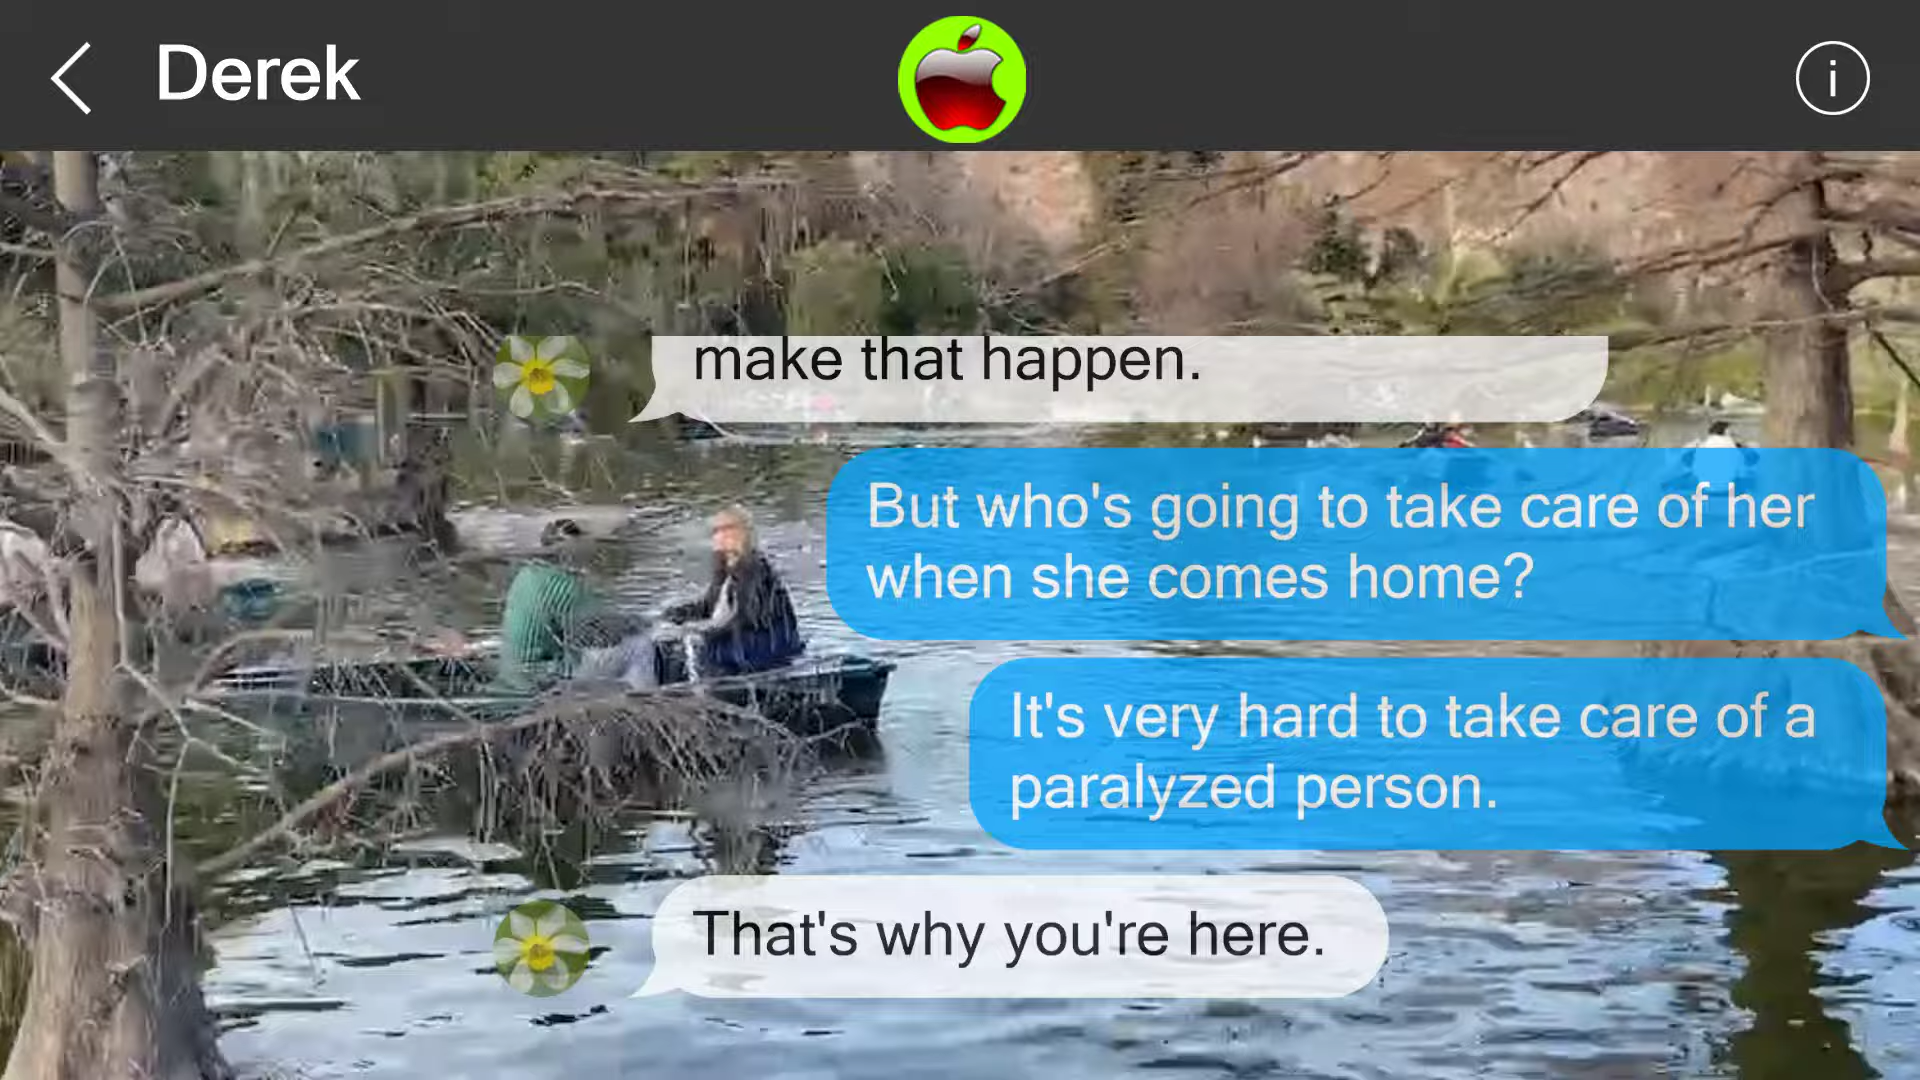 Derek
i
make that happen.
But who's going to take care of her
when she comes home?
It's very hard to take care of a
paralyzed person.
That's why you're here.